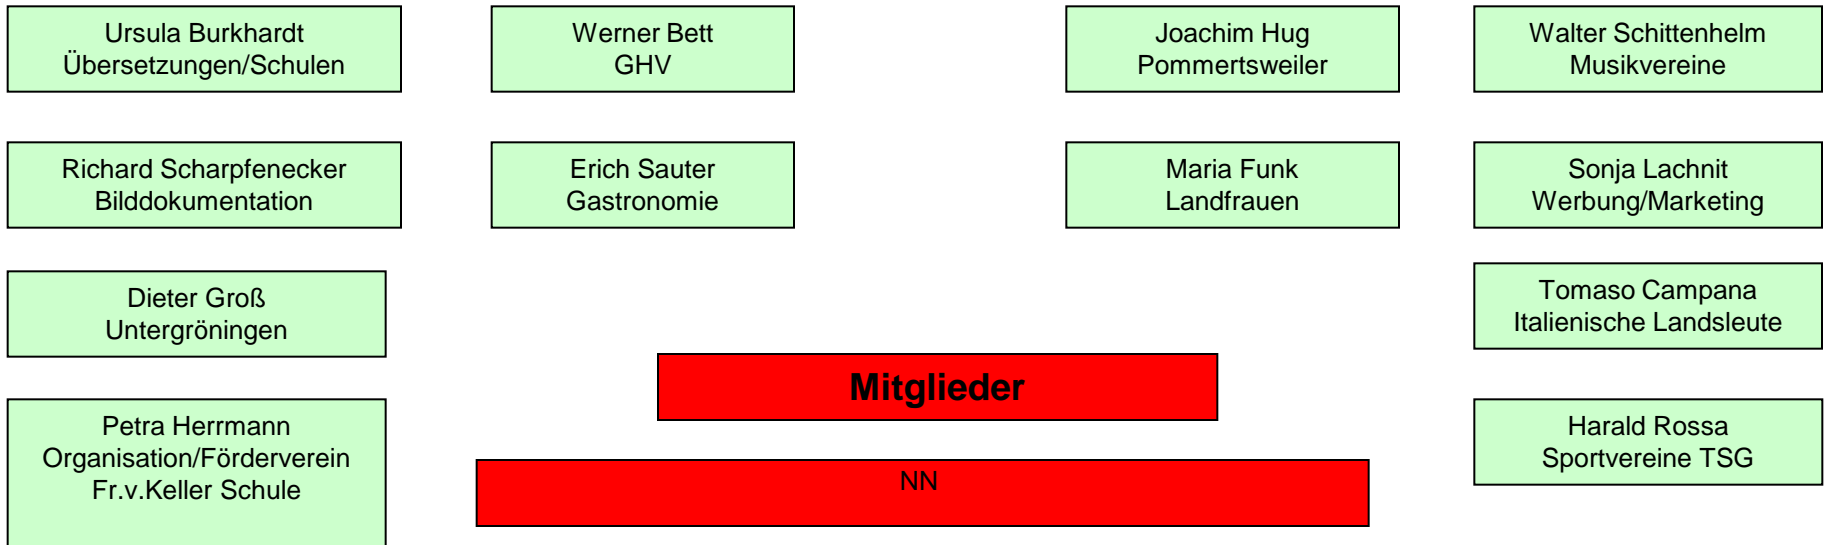 Ursula Burkhardt
Übersetzungen/Schulen
Werner Bett
GHV
Joachim Hug
Pommertsweiler
Walter Schittenhelm
Musikvereine
Richard Scharpfenecker
Bilddokumentation
Erich Sauter
Gastronomie
Maria Funk
Landfrauen
Sonja Lachnit
Werbung/Marketing
Dieter Groß
Untergröningen
Tomaso Campana
Italienische Landsleute
Mitglieder
Petra Herrmann
Organisation/Förderverein
Fr.v.Keller Schule
Harald Rossa
Sportvereine TSG
NN